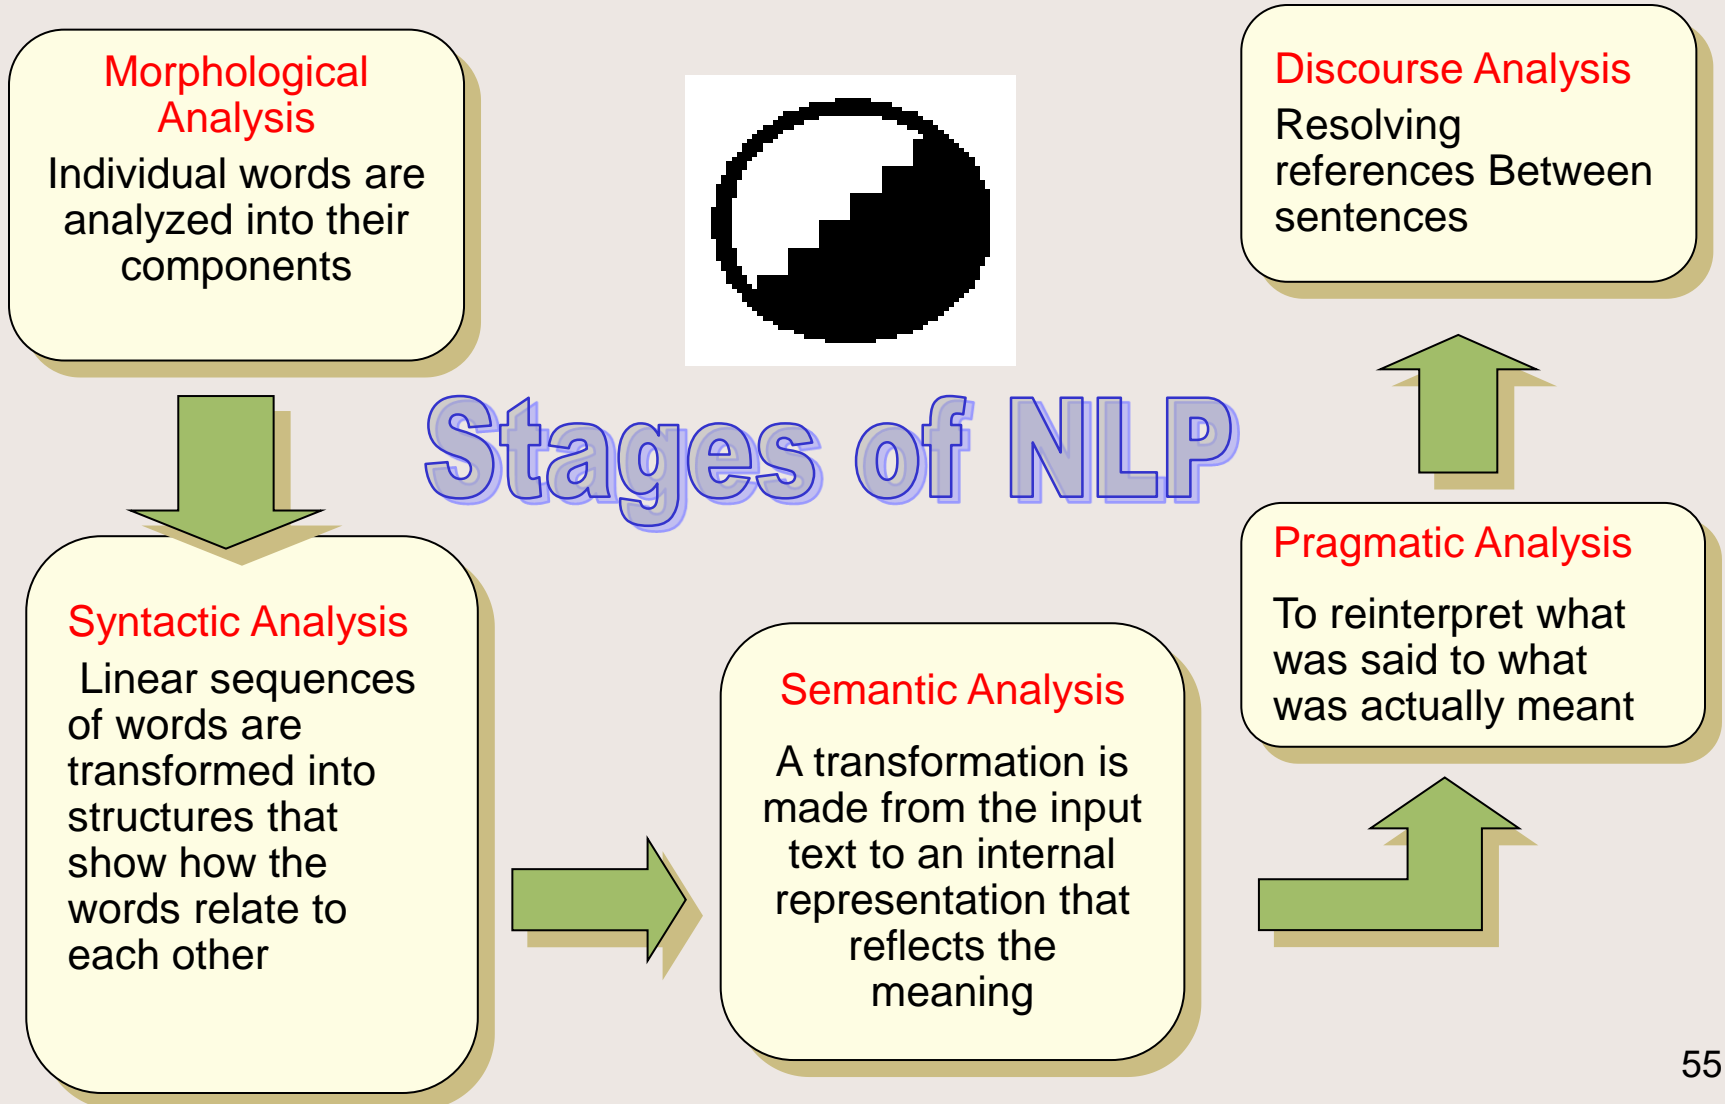 Morphological
Analysis
Individual words are
analyzed into their
components
Stages of NLP
Syntactic Analysis
Linear sequences
of words are
transformed into
structures that
show how the
words relate to
each other
Semantic Analysis
A transformation is
made from the input
text to an internal
representation that
reflects the
meaning
Pragmatic Analysis
To reinterpret what
was said to what
was actually meant
Discourse Analysis
Resolving
references Between
sentences
55